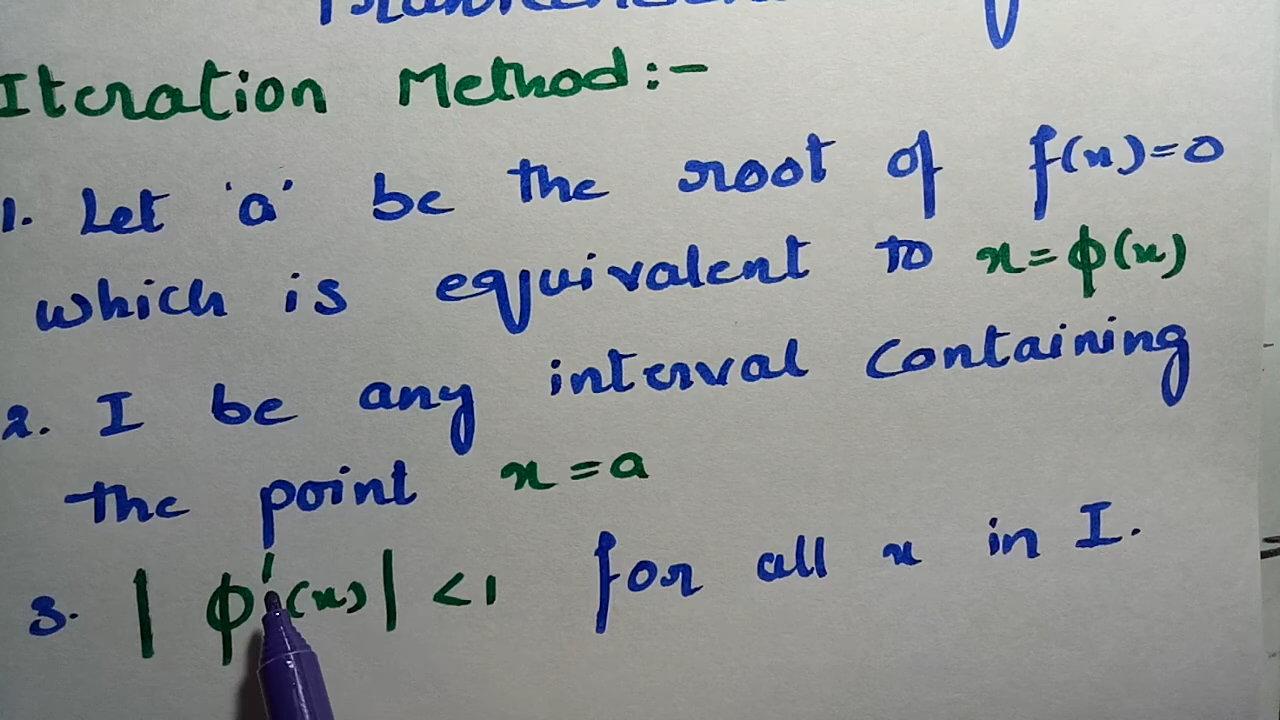 Iteration Method:-
1. Let 'a' be the root of f(x)=0
which is equivalent to x=ϕ(x)
2. I be any interval containing
the point x=a
3. | ϕ'(x)| <1 for all x in I.